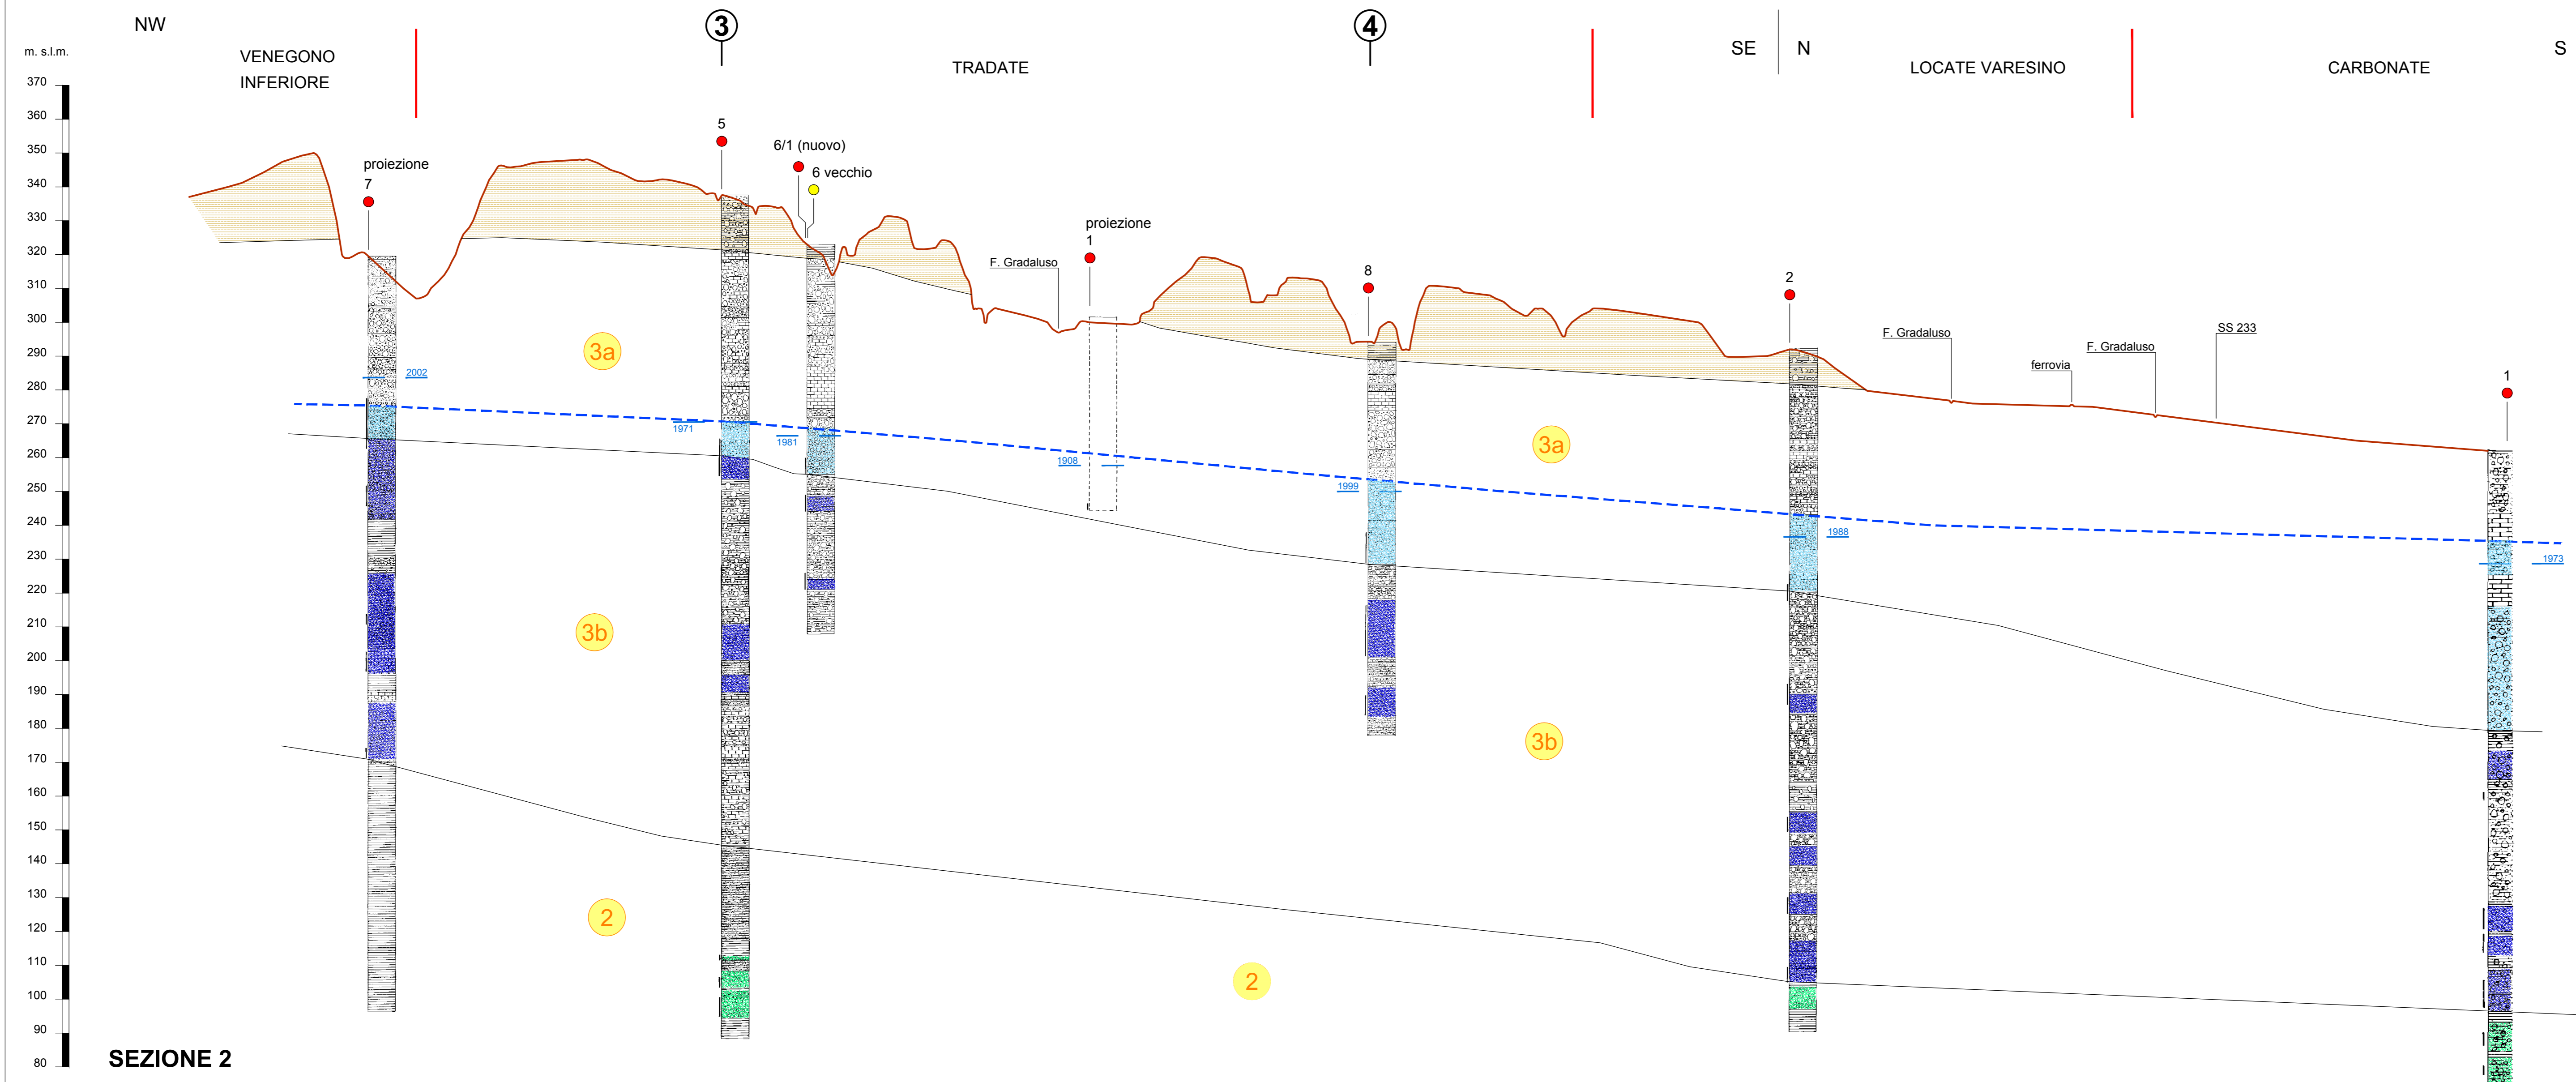 NW
3
4
SE
N
S
m. s.l.m.
VENEGONO
INFERIORE
TRADATE
LOCATE VARESINO
CARBONATE
370
360
350
340
330
320
310
300
290
280
270
260
250
240
230
220
210
200
190
180
170
160
150
140
130
120
110
100
90
80
proiezione
7
5
6/1 (nuovo)
6 vecchio
proiezione
1
F. Gradaluso
8
2
F. Gradaluso
ferrovia
F. Gradaluso
SS 233
1
3a
2002
1971
1981
1908
1999
3a
1988
1973
3b
3b
2
2
SEZIONE 2